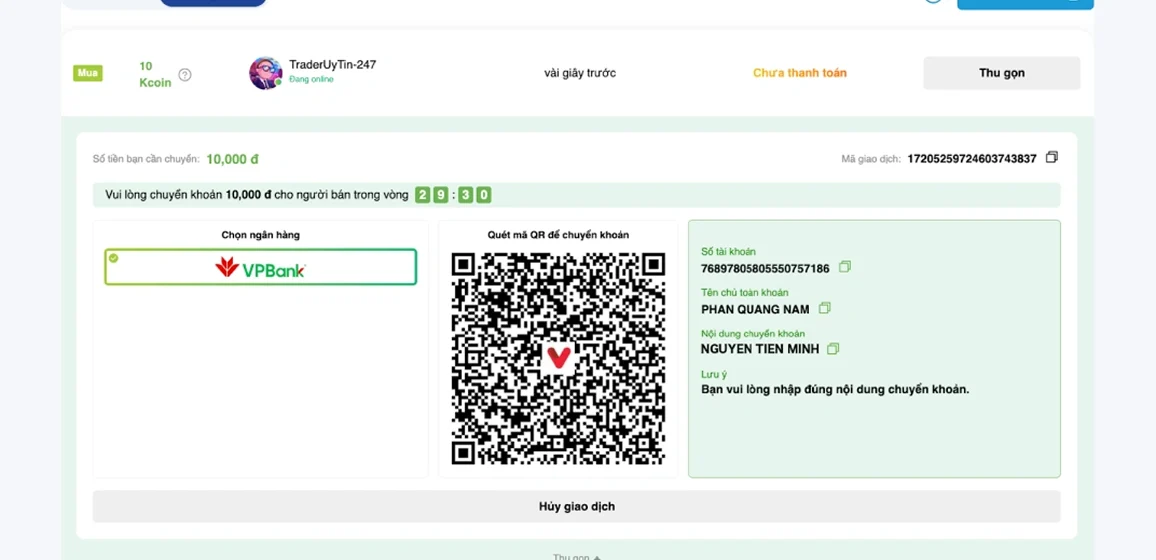 Mua
10
Kcoin
TraderUyTin-247
Đang online
vài giây trước
Chưa thanh toán
Thu gọn
Số tiền bạn cần chuyển: 10,000 đ
Mã giao dịch: 17205259724603743837
Vui lòng chuyển khoản 10,000 đ cho người bán trong vòng 29:30
Chọn ngân hàng
VPBank
Quét mã QR để chuyển khoản
Số tài khoản
76897805805550757186
Tên chủ toàn khoản
PHAN QUANG NAM
Nội dung chuyển khoản
NGUYEN TIEN MINH
Lưu ý
Bạn vui lòng nhập đúng nội dung chuyển khoản.
Hủy giao dịch
Thu gọn